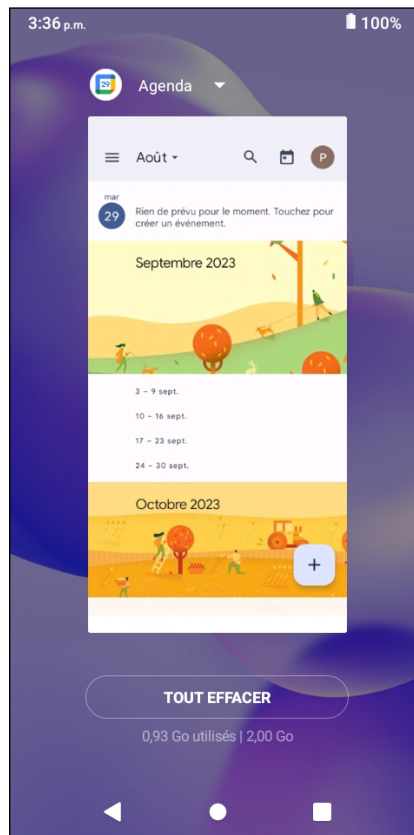 3:36 p.m. 100%
29 Agenda
Août P
mar
29
Rien de prévu pour le moment. Touchez pour
créer un événement.
Septembre 2023
3 – 9 sept.
10 – 16 sept.
17 – 23 sept.
24 – 30 sept.
Octobre 2023
+
TOUT EFFACER
0,93 Go utilisés | 2,00 Go